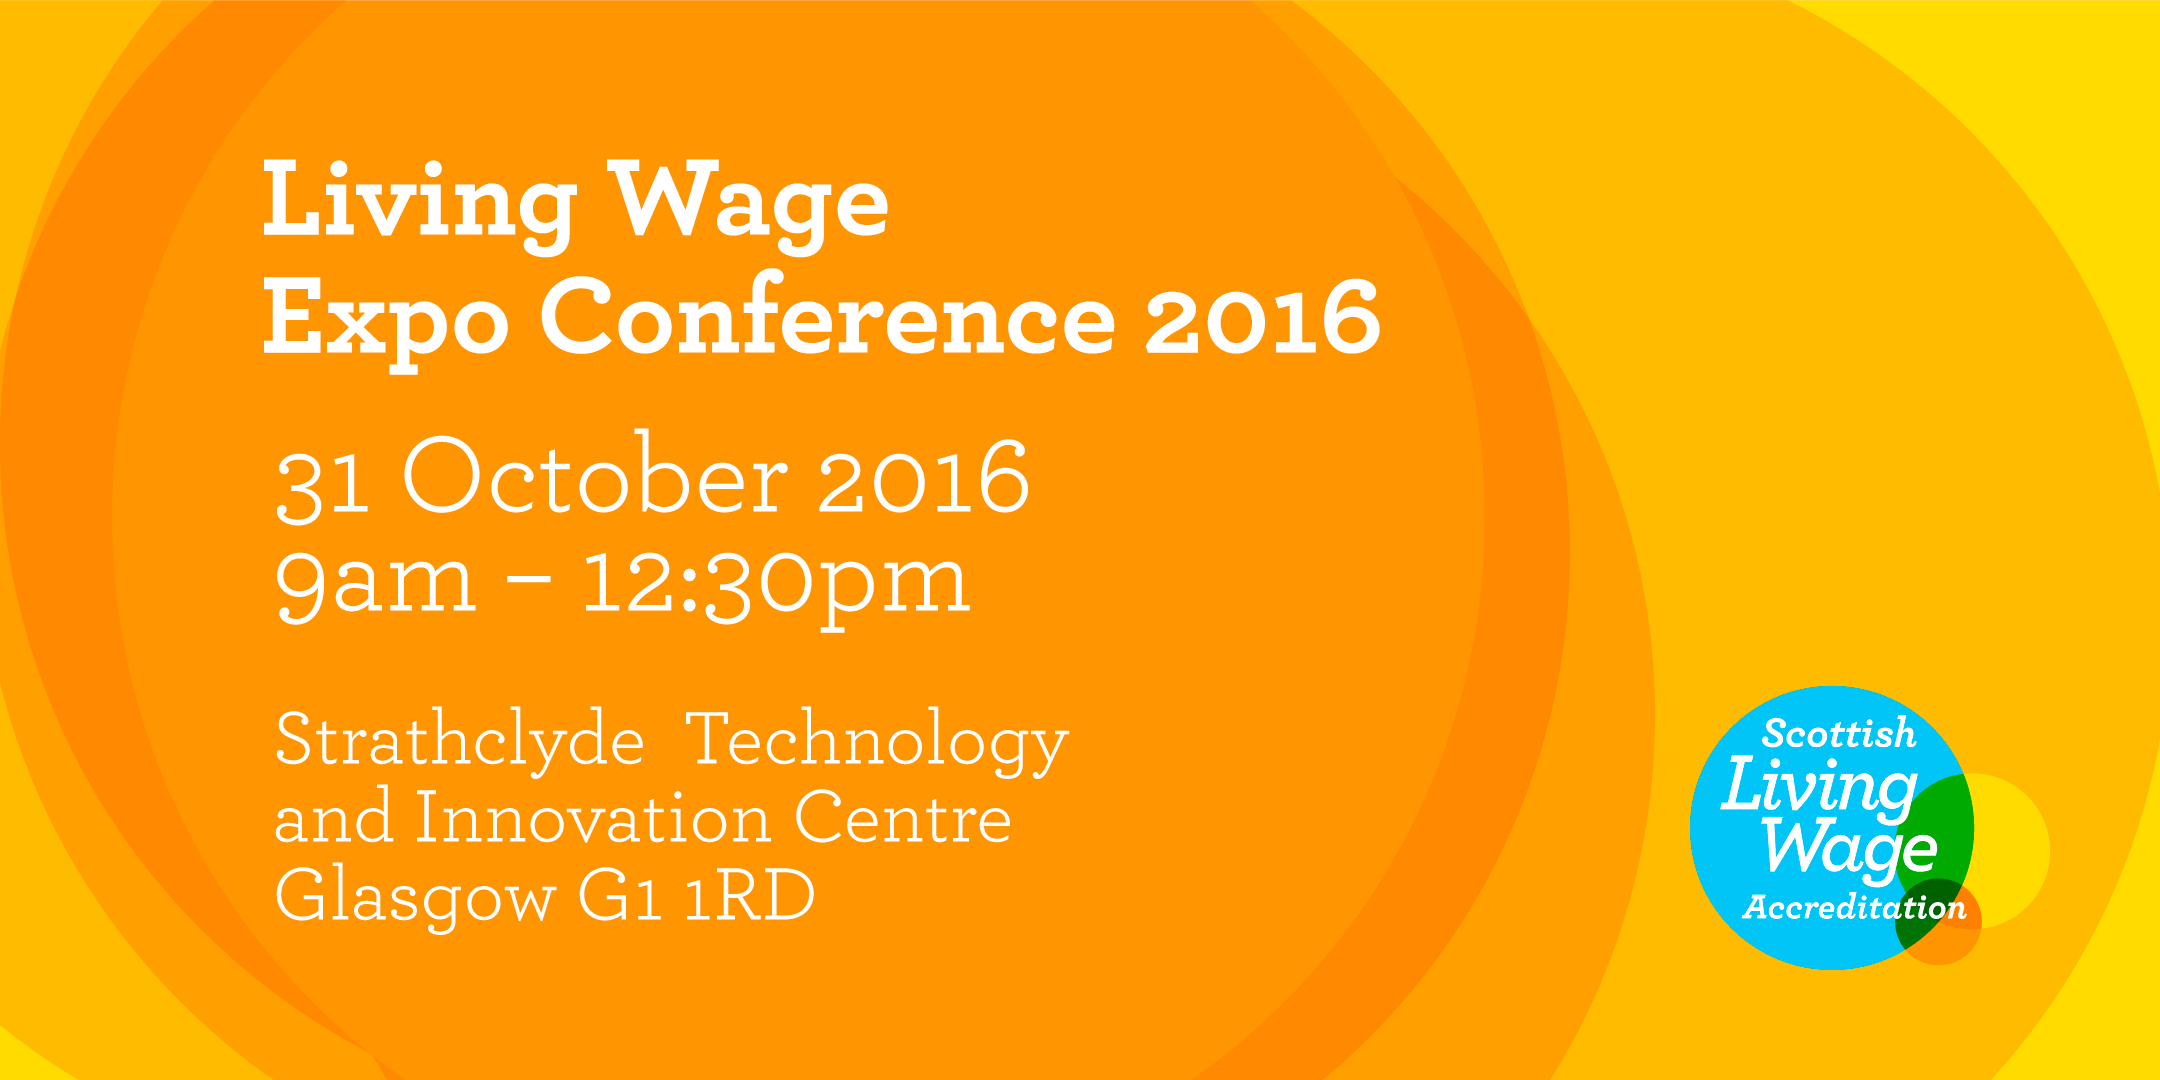 Living Wage
Expo Conference 2016
31 October 2016
9am – 12:30pm
Strathclyde Technology
and Innovation Centre
Glasgow G1 1RD
Scottish
Living
Wage
Accreditation